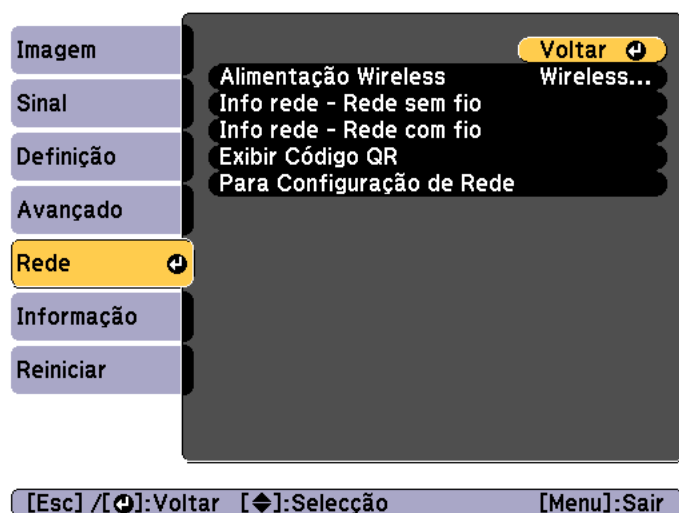 Imagem
Sinal
Definição
Avançado
Rede
Informação
Reiniciar
Voltar
Alimentação Wireless Wireless...
Info rede - Rede sem fio
Info rede - Rede com fio
Exibir Código QR
Para Configuração de Rede
[Esc] /[ ]:Voltar [ ]:Selecção [Menu]:Sair